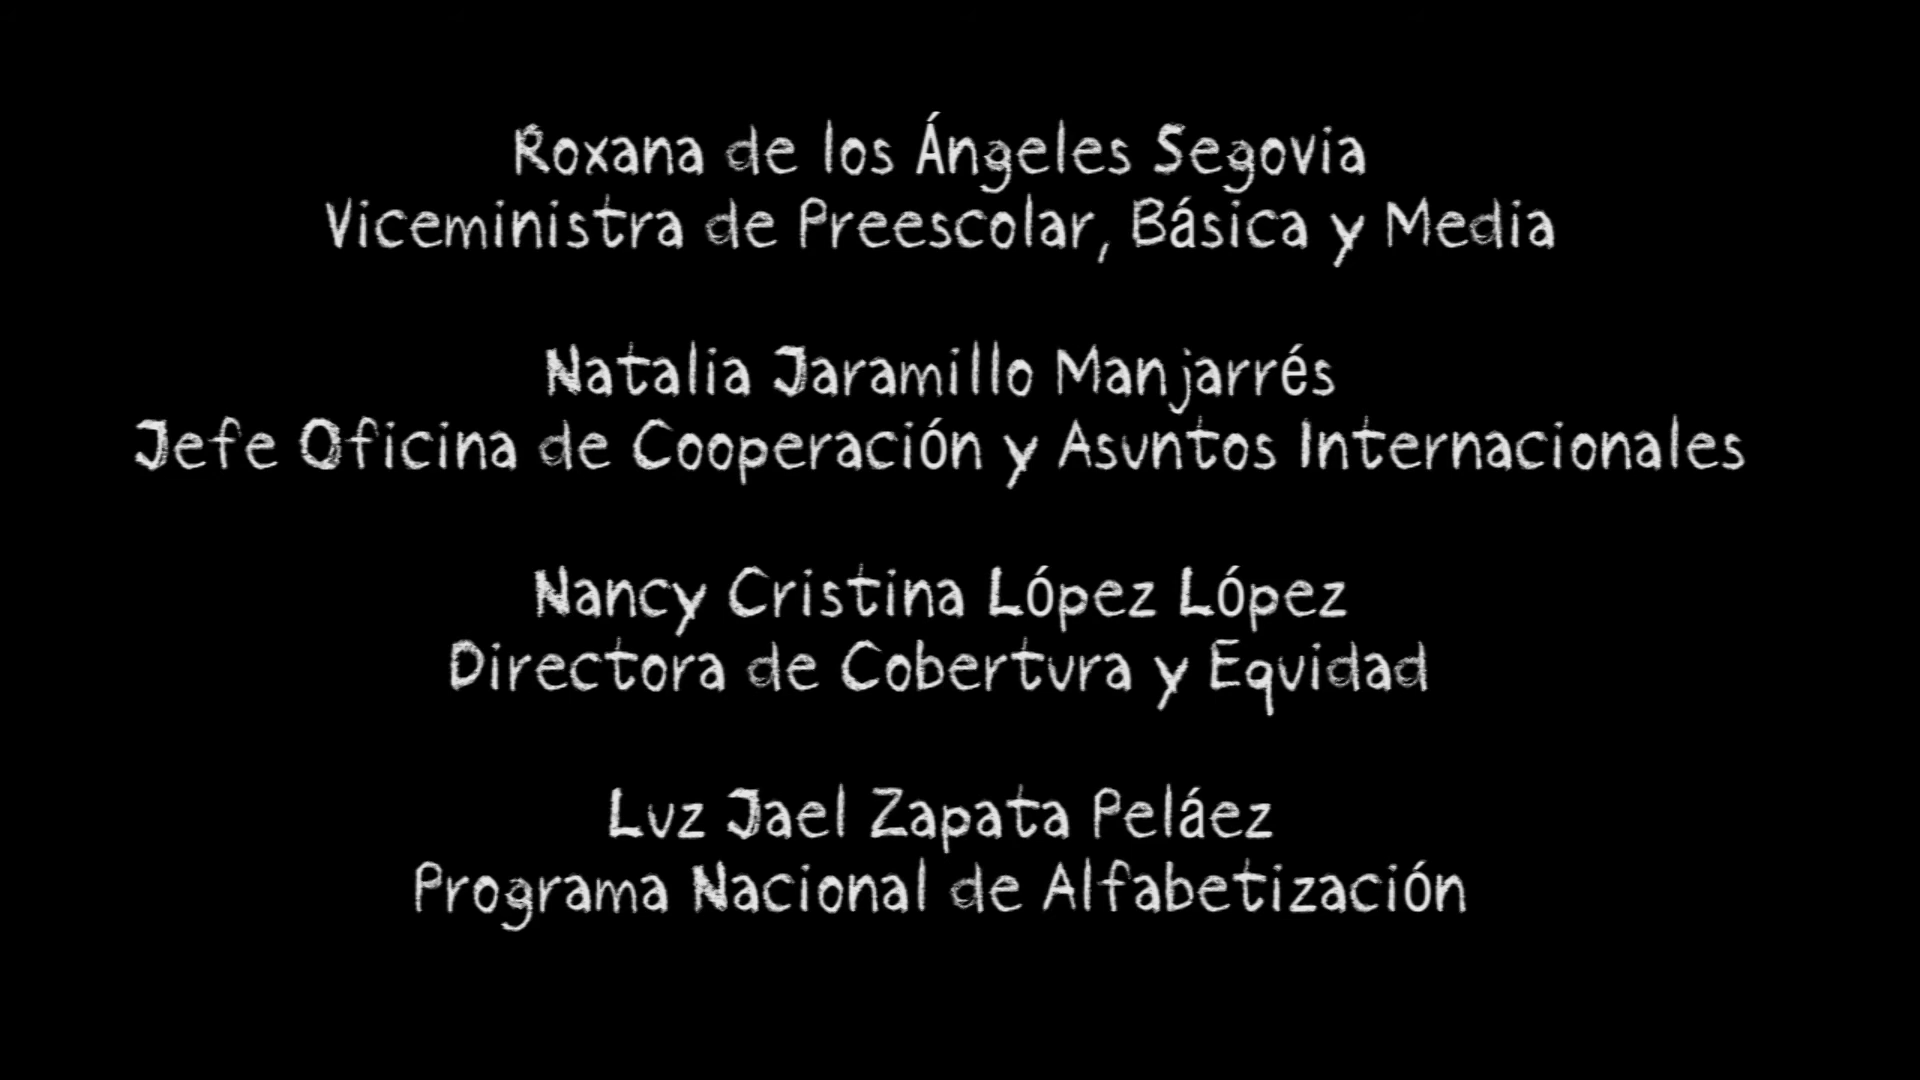 Roxana de los Ángeles Segovia
Viceministra de Preescolar, Básica y Media
Natalia Jaramillo Manjarrés
Jefe Oficina de Cooperación y Asuntos Internacionales
Nancy Cristina López López
Directora de Cobertura y Equidad
Luz Jael Zapata Peláez
Programa Nacional de Alfabetización